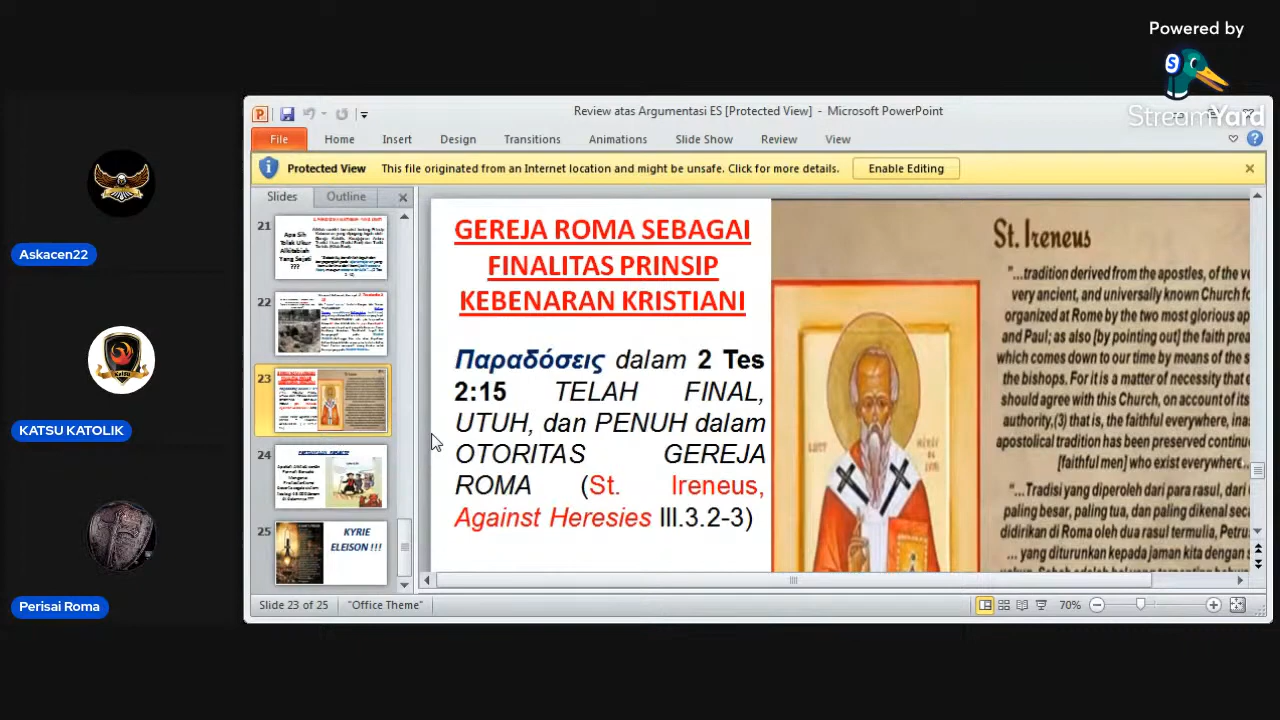 Powered by
StreamYard
Review atas Argumentasi ES [Protected View] - Microsoft PowerPoint
File Home Insert Design Transitions Animations Slide Show Review View
Protected View This file originated from an Internet location and might be unsafe. Click for more details. Enable Editing
Slides Outline
21
Apa Sih
Tolak Ukur
Alkitabiah
Yang Sejati
???
22
23
24
25
KYRIE
ELEISON !!!
GEREJA ROMA SEBAGAI
FINALITAS PRINSIP
KEBENARAN KRISTIANI
Παραδόσεις dalam 2 Tes
2:15 TELAH FINAL,
UTUH, dan PENUH dalam
OTORITAS GEREJA
ROMA (St. Ireneus,
Against Heresies III.3.2-3)
St. Ireneus
"...tradition derived from the apostles, of the
very ancient, and universally known Church
organized at Rome by the two most glorious
and Paul; as also [by pointing out] the faith
which comes down to our time by means of the
the bishops. For it is a matter of necessity that
should agree with this Church, on account of
authority,(3) that is, the faithful everywhere,
apostolical tradition has been preserved
[faithful men] who exist everywhere.
"...Tradisi yang diperoleh dari para rasul, dari
paling besar, paling tua, dan paling dikenal
didirikan di Roma oleh dua rasul termulia,
... yang diturunkan kepada jaman kita dengan
Askacen22
KATSU KATOLIK
Perisai Roma
Slide 23 of 25 "Office Theme" 70%